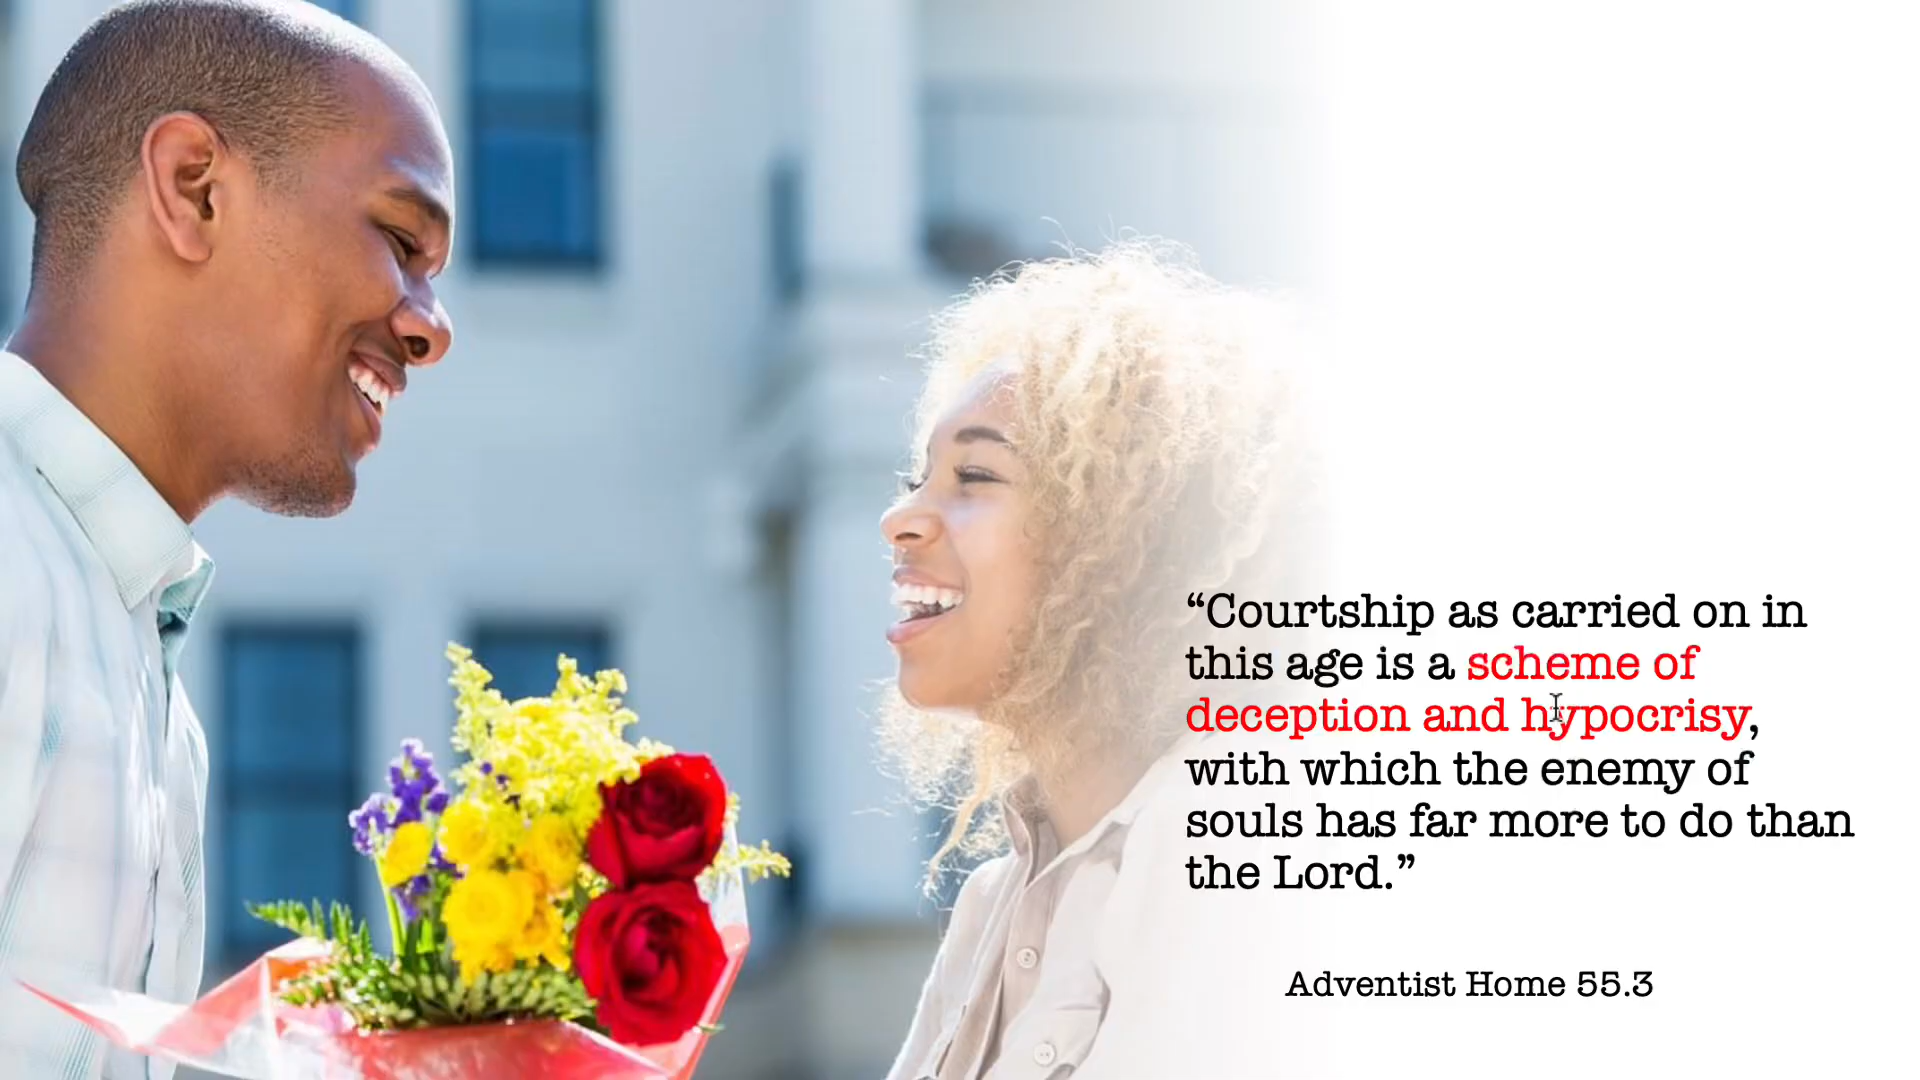 “Courtship as carried on in
this age is a scheme of
deception and hypocrisy,
with which the enemy of
souls has far more to do than
the Lord.”
Adventist Home 55.3